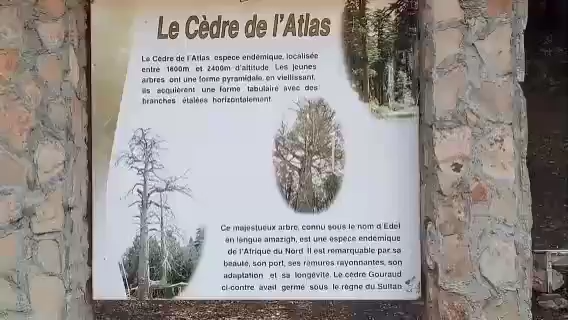 Le Cèdre de l'Atlas
Le Cèdre de l'Atlas espèce endémique, localisée
entre 1600m et 2400m d'altitude. Les jeunes
arbres ont une forme pyramidale, en vieillissant,
ils acquièrent une forme tabulaire avec des
branches étalées horizontalement.
Ce majestueux arbre, connu sous le nom d'Edel
en langue amazigh, est une espèce endémique
de l'Afrique du Nord. Il est remarquable par sa
beauté, son port, ses ramures rayonnantes, son
adaptation et sa longévité. Le cèdre Gouraud
ci-contre avait germé sous le règne du Sultan